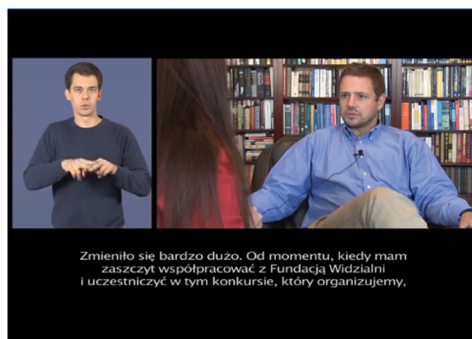 Zmieniło się bardzo dużo. Od momentu, kiedy mam
zaszczyt współpracować z Fundacją Widzialni
i uczestniczyć w tym konkursie, który organizujemy,